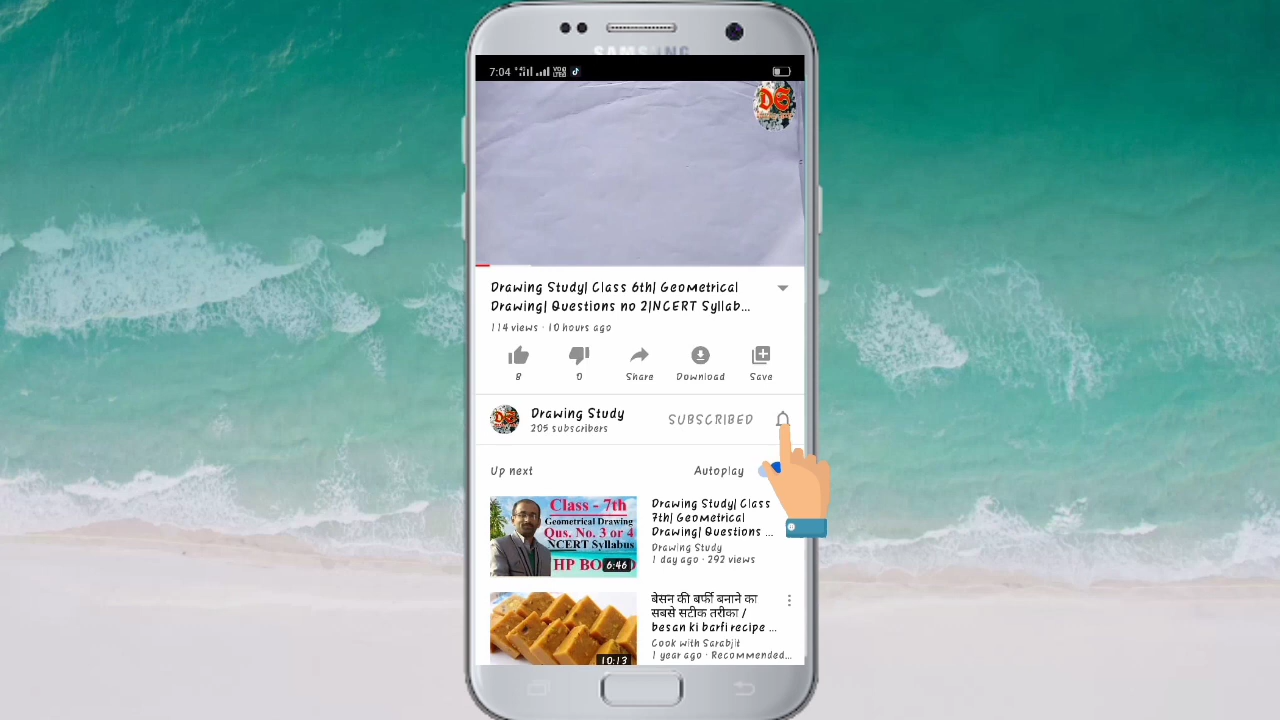 SAMSUNG
7:04
Drawing Study| Class 6th| Geometrical
Drawing| Questions no 2|NCERT Syllab...
114 views · 10 hours ago
8
0
Share
Download
Save
Drawing Study
205 subscribers
SUBSCRIBED
Up next
Autoplay
Class - 7th
Geometrical Drawing
Qus. No. 3 or 4
NCERT Syllabus
HP BO
6:46
Drawing Study| Class
7th| Geometrical
Drawing| Questions ...
Drawing Study
1 day ago · 292 views
10:13
बेसन की बर्फी बनाने का
सबसे सटीक तरीका /
besan ki barfi recipe ...
Cook with Sarabjit
1 year ago · Recommended...